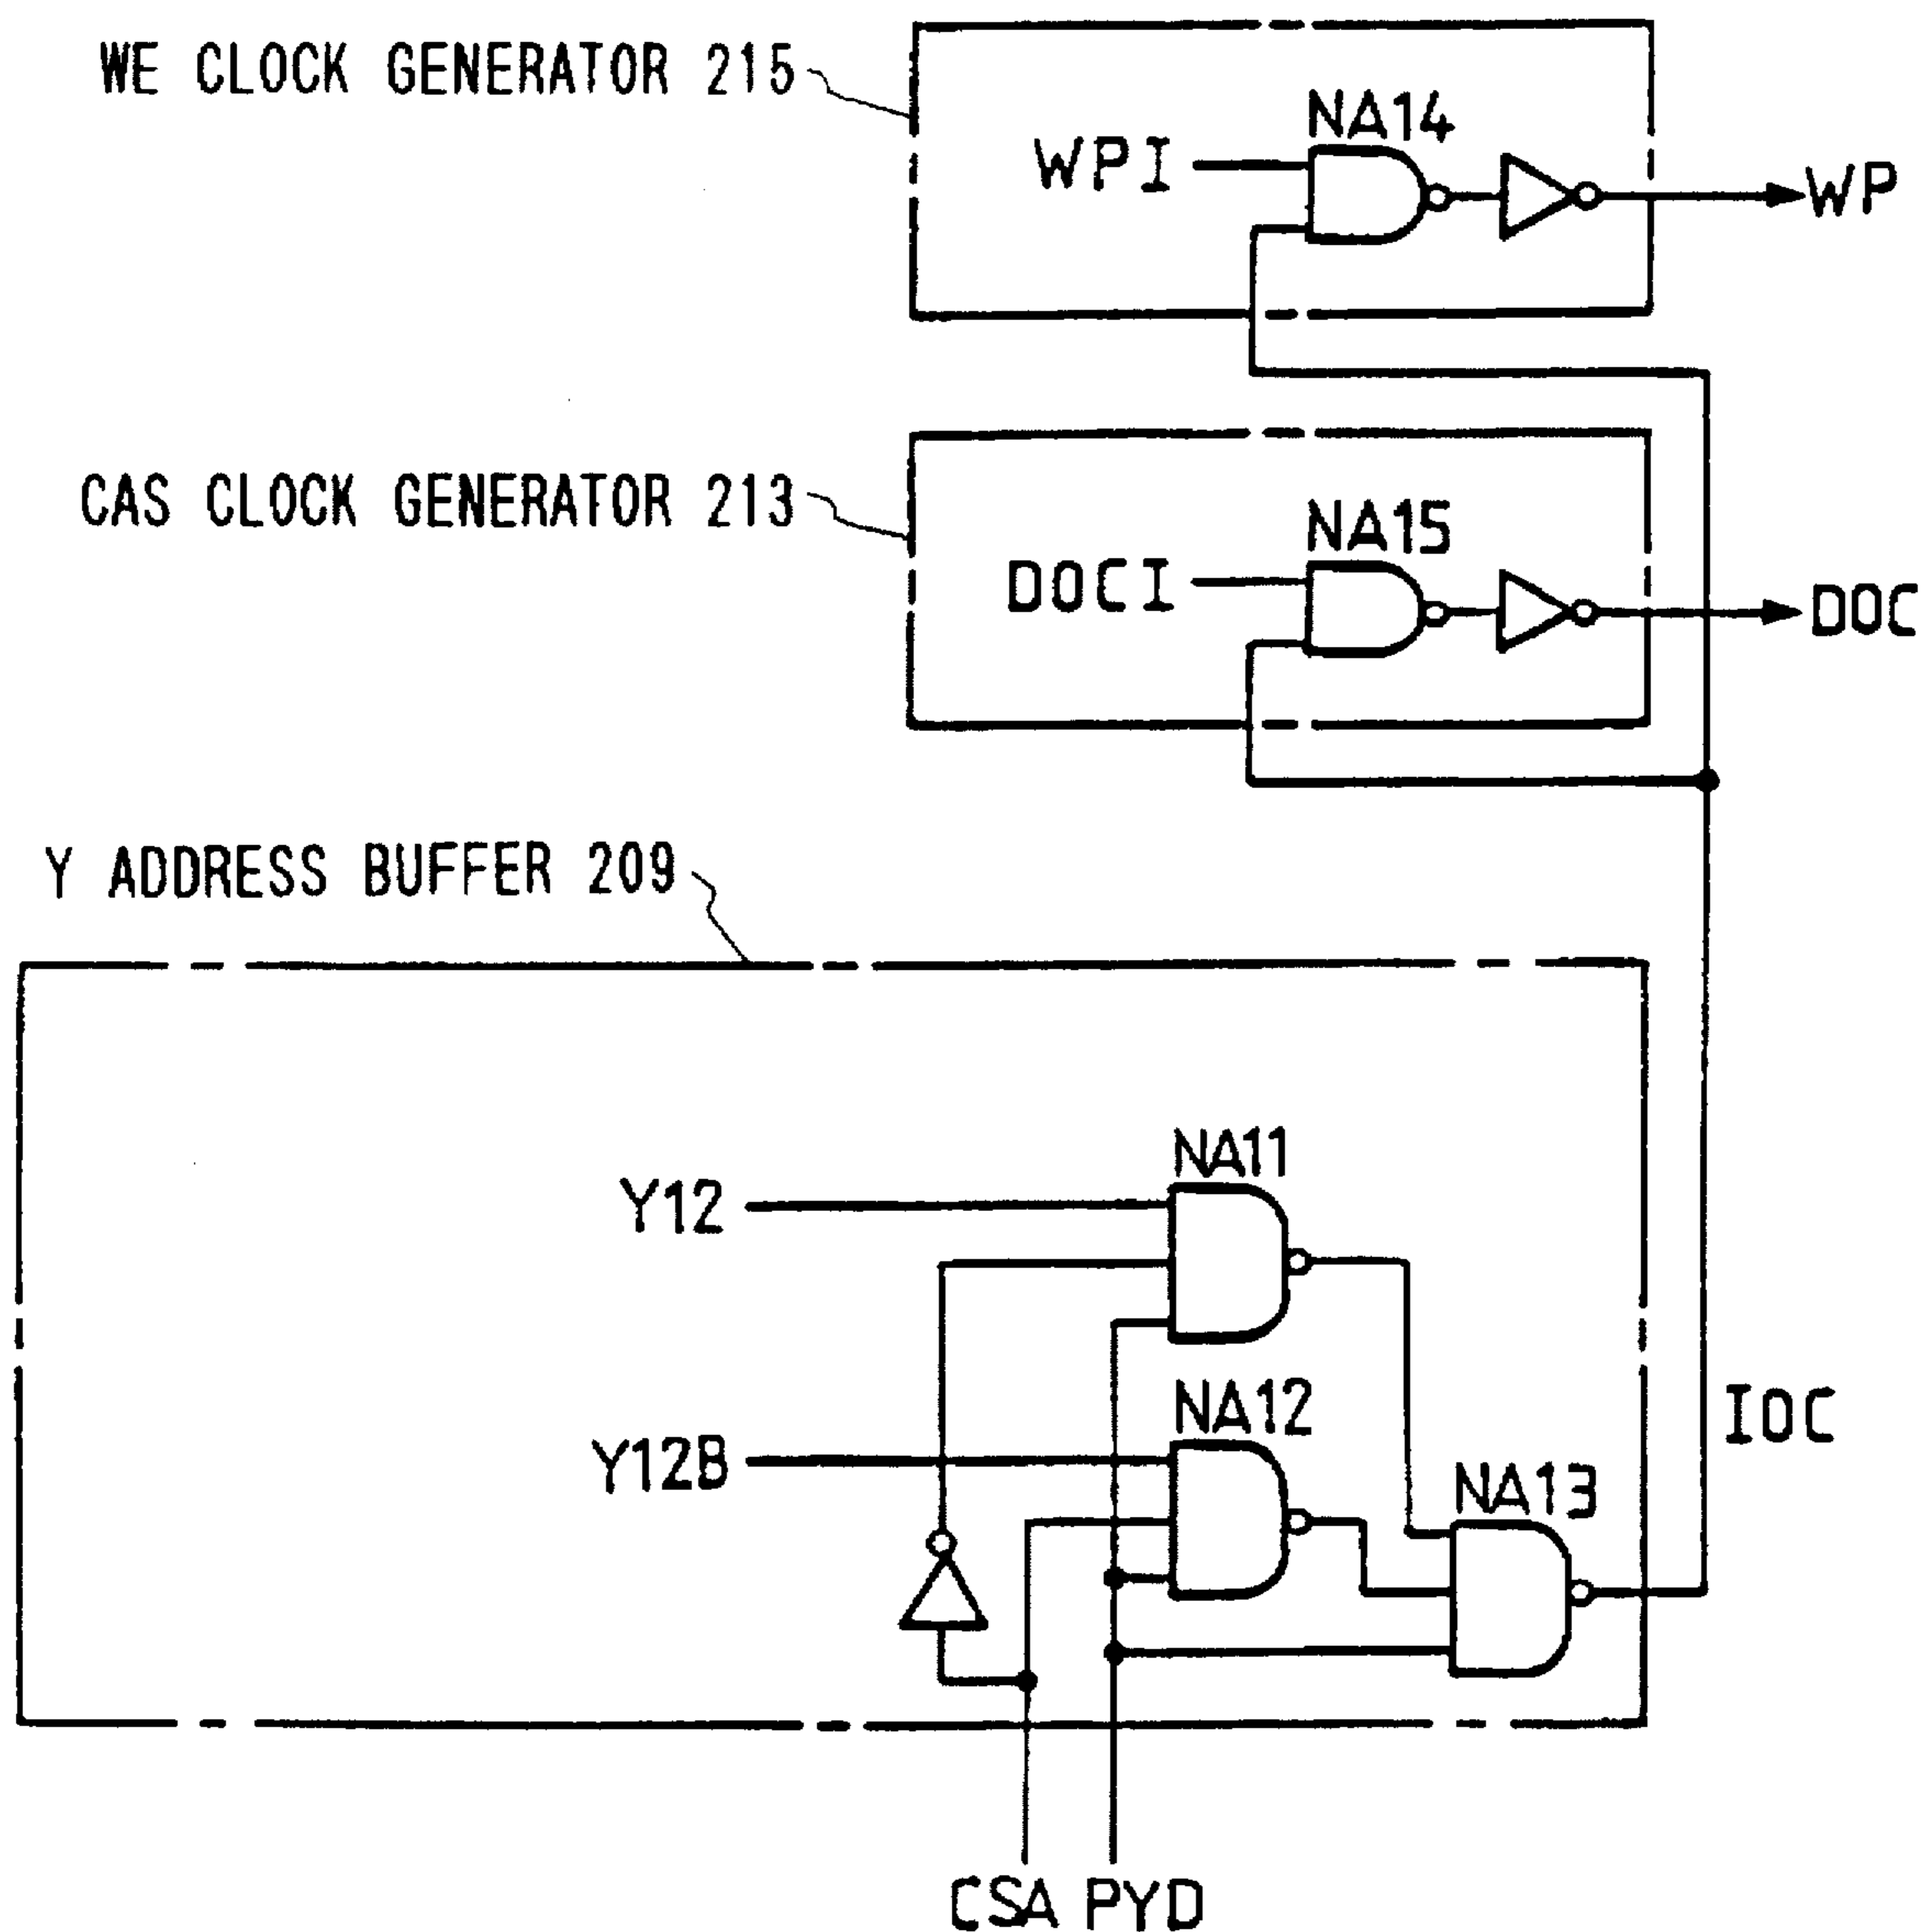 WE CLOCK GENERATOR 215
NA14
WPI
WP
CAS CLOCK GENERATOR 213
NA15
DOCI
DOC
Y ADDRESS BUFFER 209
NA11
Y12
NA12
IOC
Y12B
NA13
CSA PYD